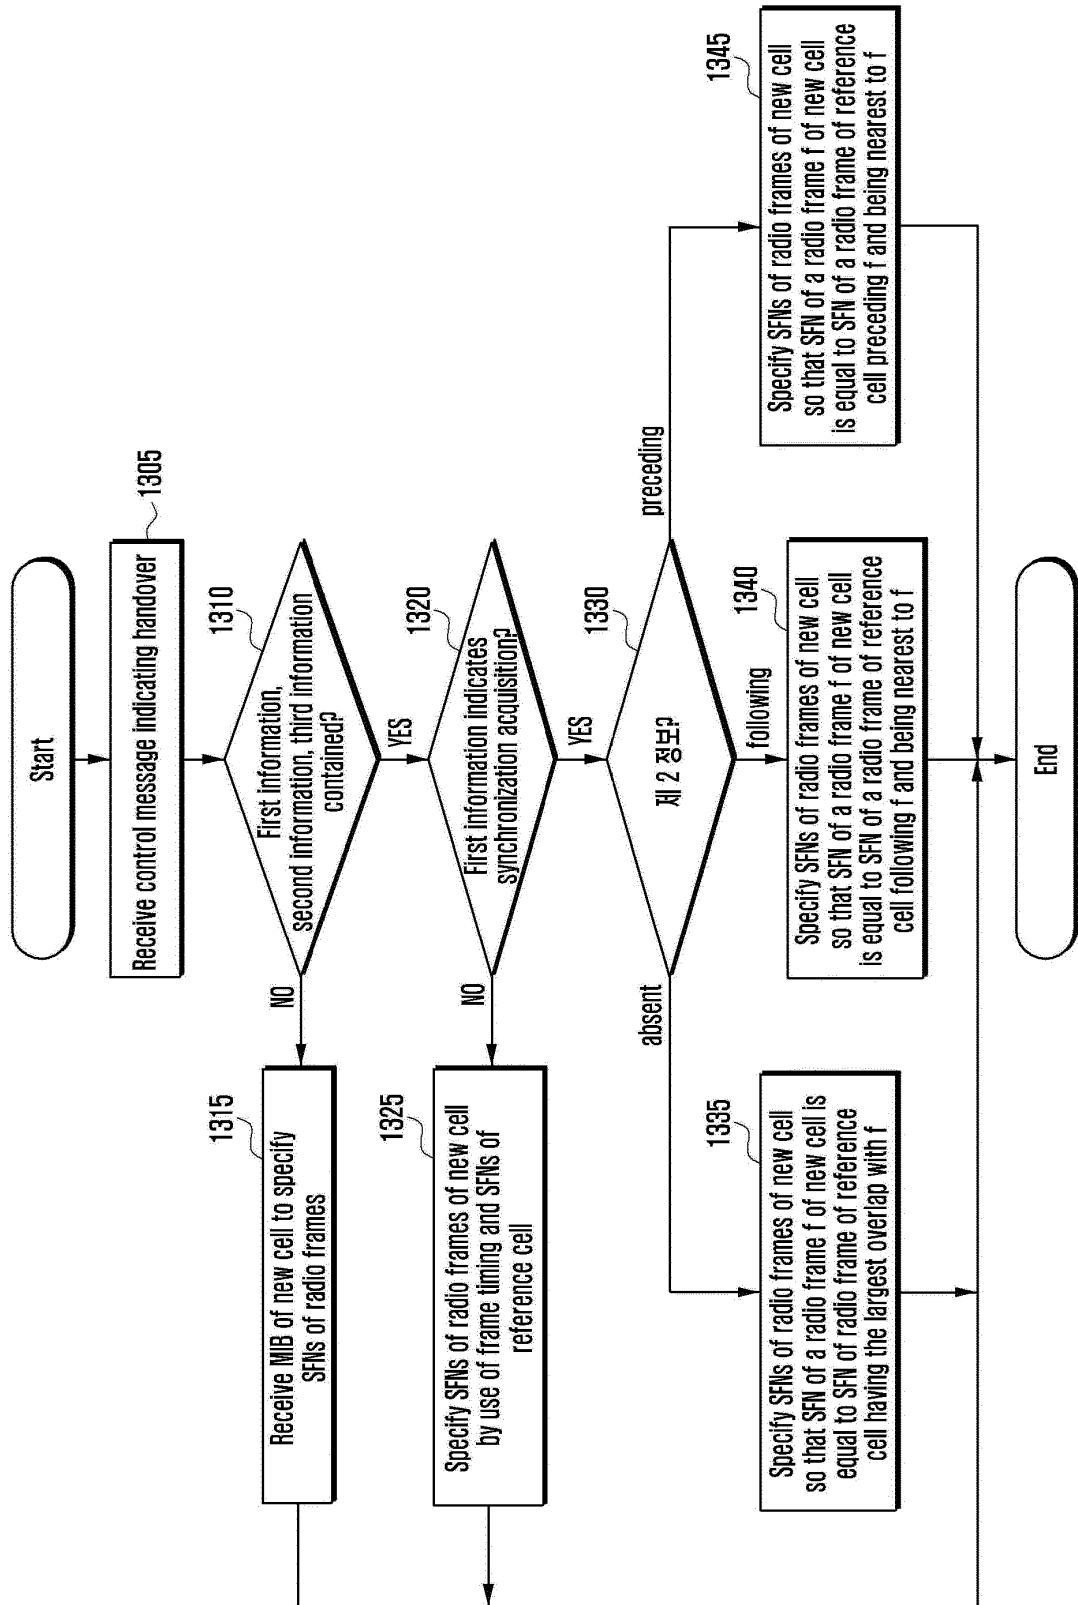 Start
Receive control message indicating handover
1305
First information,
second information, third information
contained?
1310
NO
YES
Receive MIB of new cell to specify
SFNs of radio frames
1315
First information indicates
synchronization acquisition?
1320
NO
YES
Specify SFNs of radio frames of new cell
by use of frame timing and SFNs of
reference cell
1325
제 2 정보?
1330
absent
following
preceding
Specify SFNs of radio frames of new cell
so that SFN of a radio frame f of new cell is
equal to SFN of radio frame of reference
cell having the largest overlap with f
1335
Specify SFNs of radio frames of new cell
so that SFN of a radio frame f of new cell
is equal to SFN of a radio frame of reference
cell following f and being nearest to f
1340
Specify SFNs of radio frames of new cell
so that SFN of a radio frame f of new cell
is equal to SFN of a radio frame of reference
cell preceding f and being nearest to f
1345
End